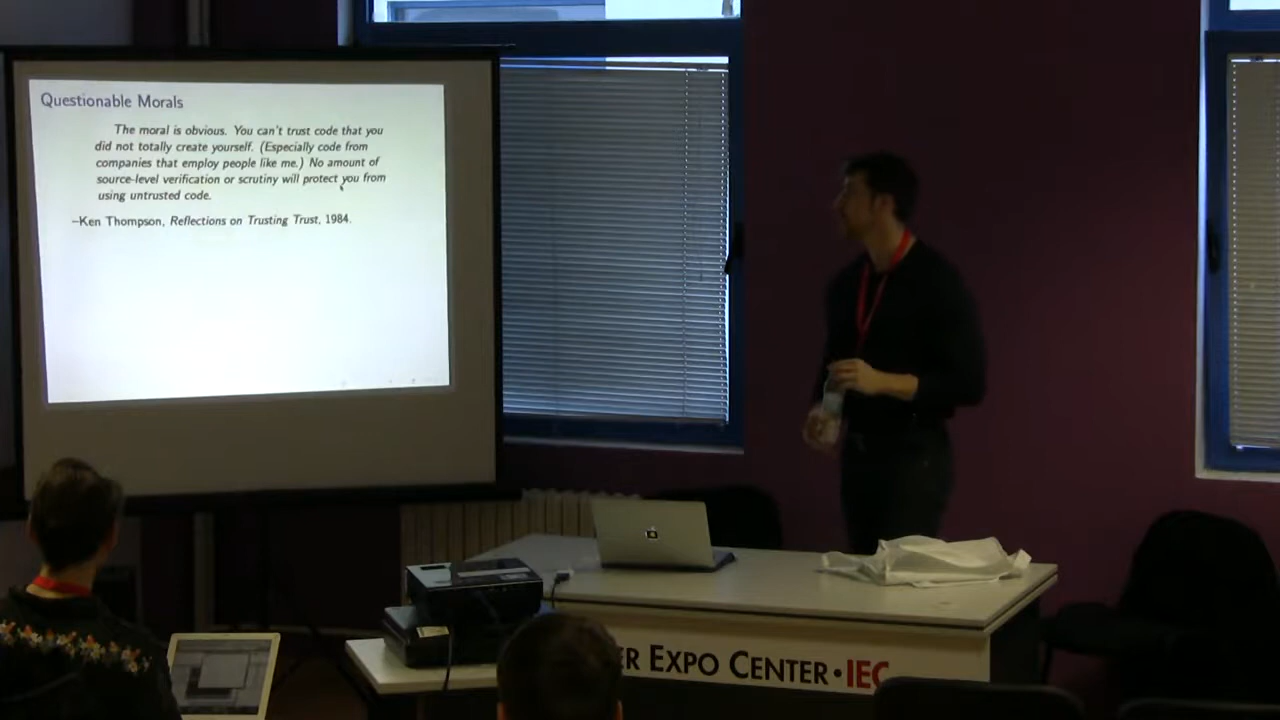 Questionable Morals
The moral is obvious. You can't trust code that you
did not totally create yourself. (Especially code from
companies that employ people like me.) No amount of
source-level verification or scrutiny will protect you from
using untrusted code.
–Ken Thompson, Reflections on Trusting Trust, 1984.
ER EXPO CENTER · IEC